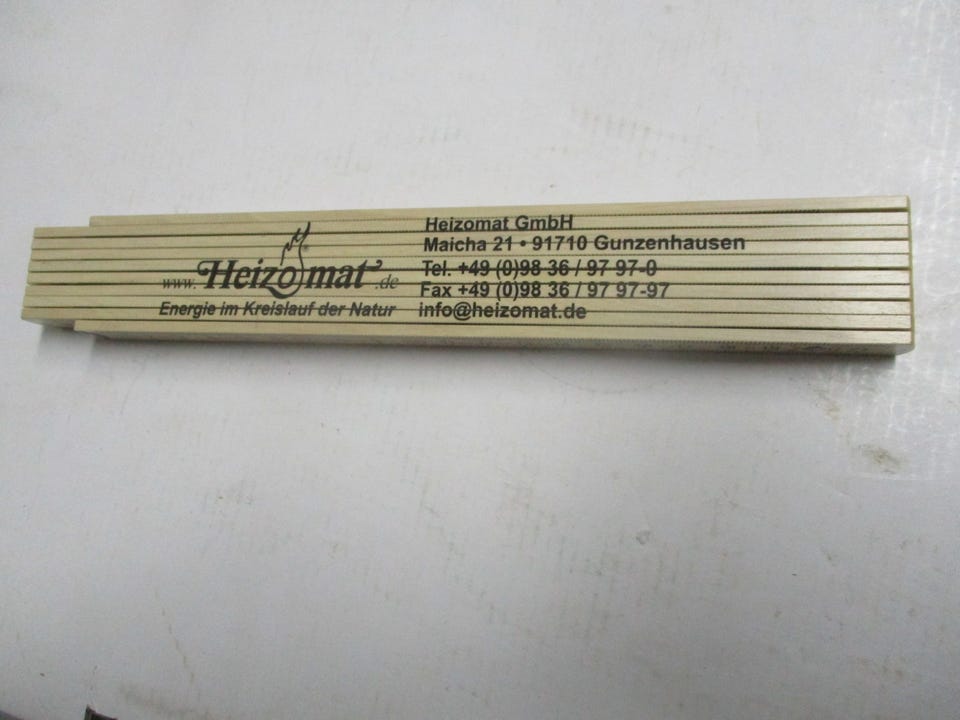 www.Heizomat®.de
Energie im Kreislauf der Natur
Heizomat GmbH
Maicha 21 • 91710 Gunzenhausen
Tel. +49 (0)98 36 / 97 97-0
Fax +49 (0)98 36 / 97 97-97
info@heizomat.de